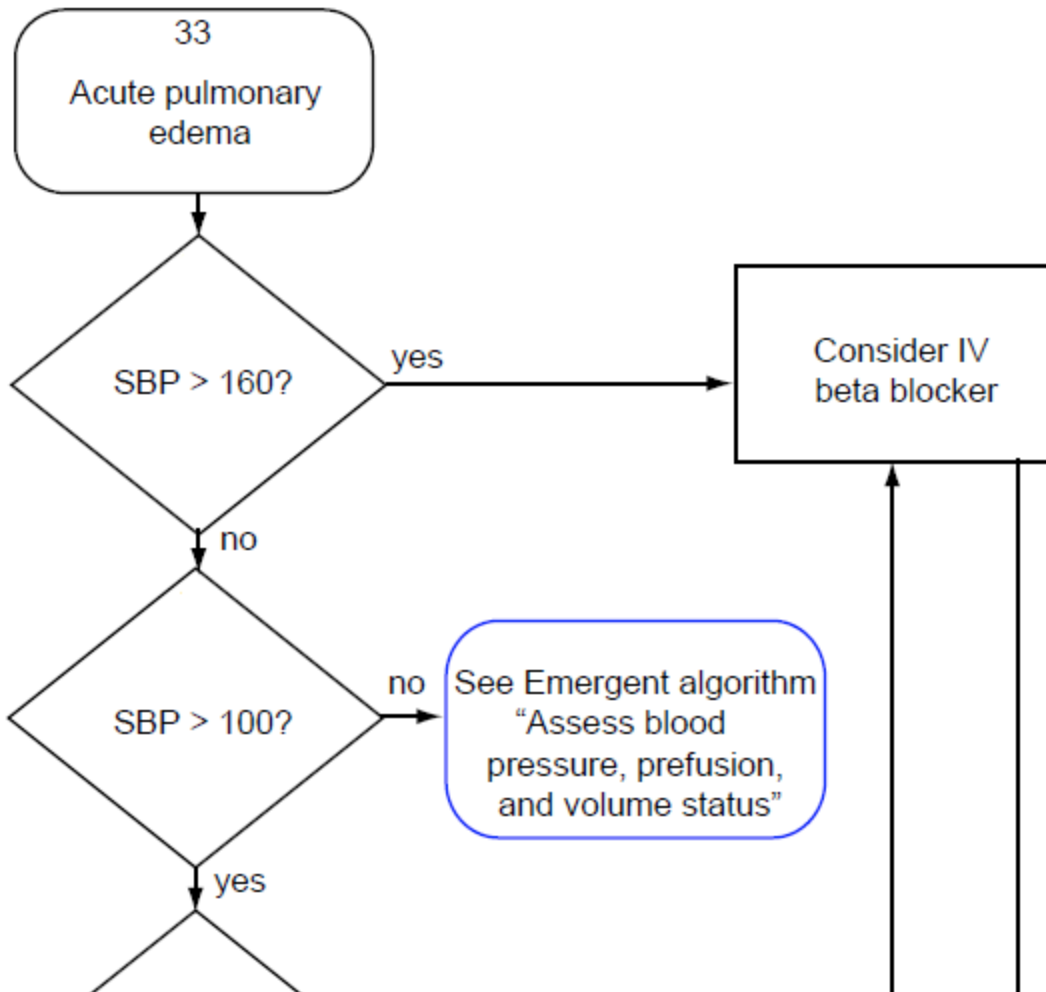 33
Acute pulmonary
edema
SBP > 160?
yes
Consider IV
beta blocker
no
SBP > 100?
no
See Emergent algorithm
“Assess blood
pressure, prefusion,
and volume status”
yes